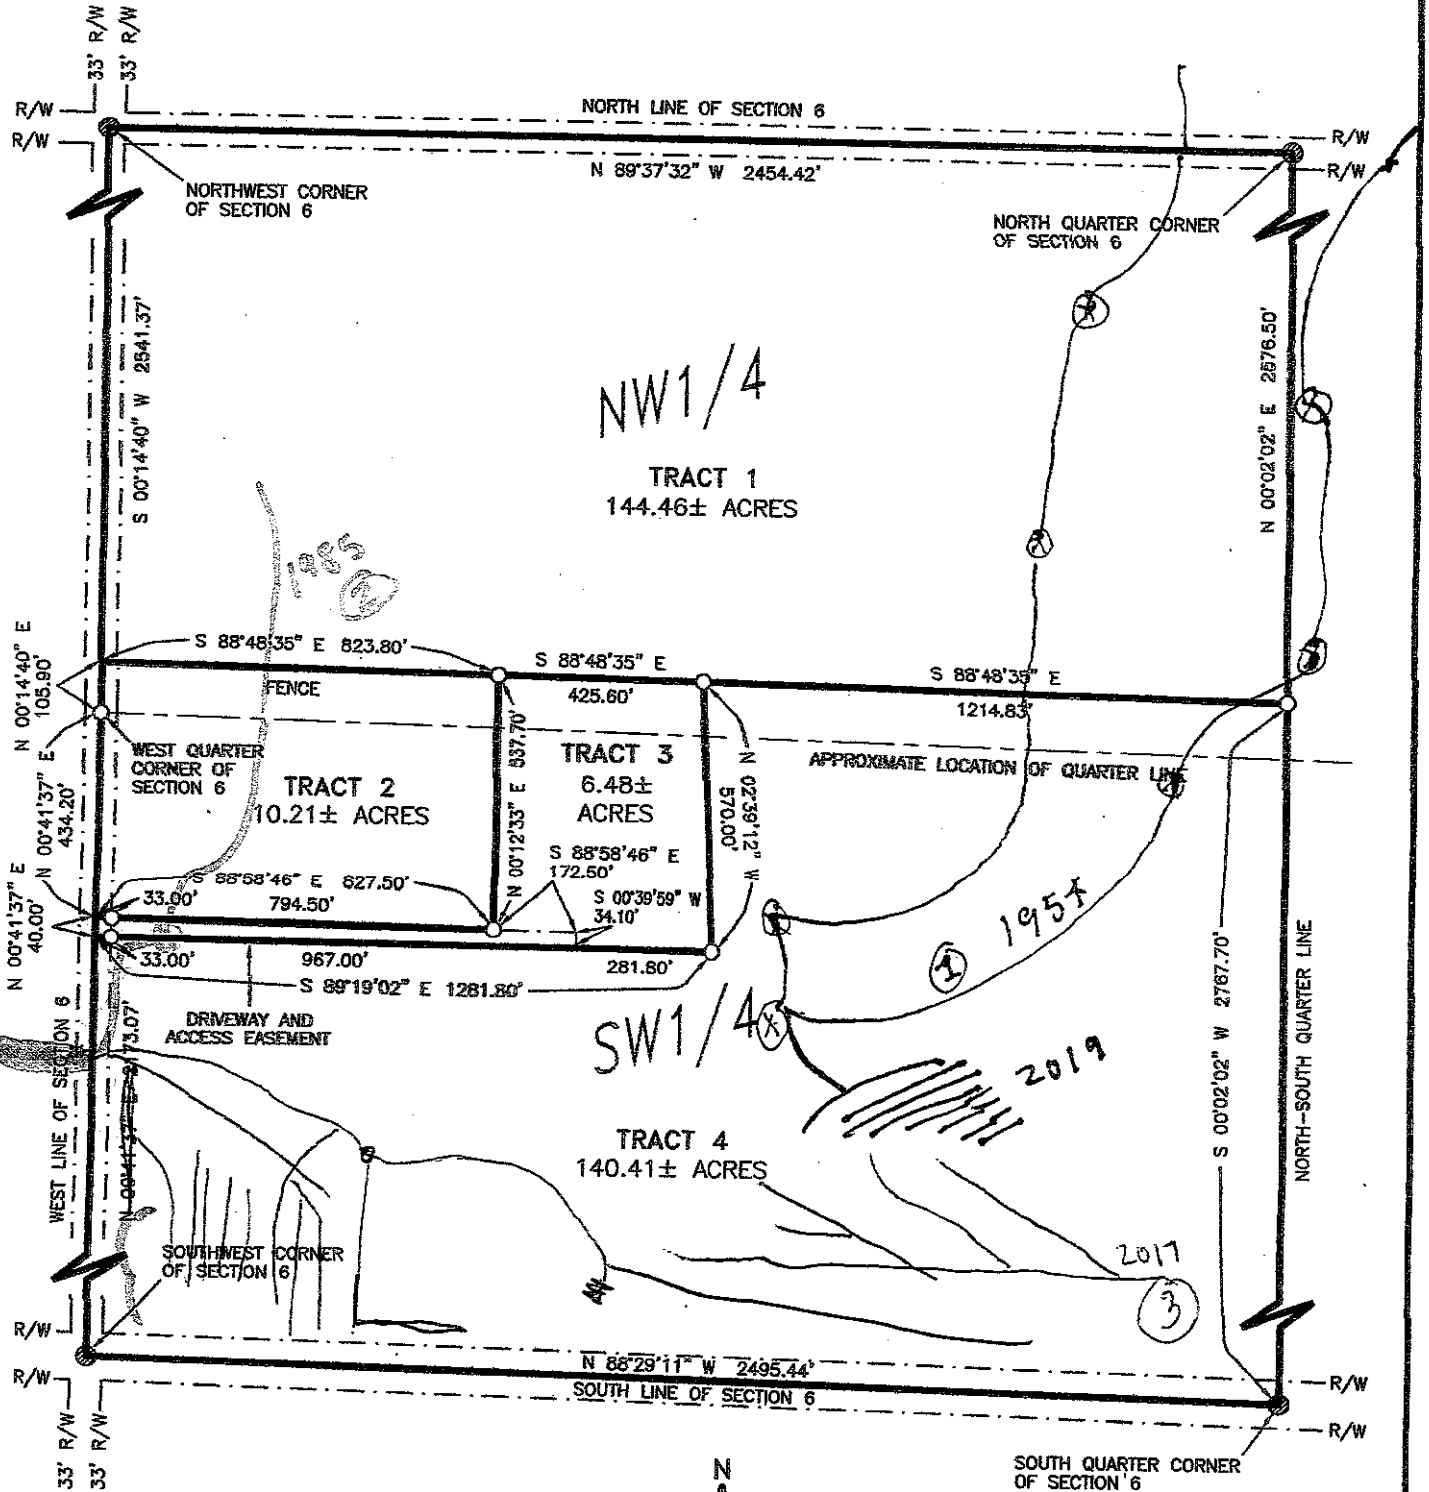 33' R/W
33' R/W
R/W
R/W
NORTH LINE OF SECTION 6
N 89°37'32" W 2454.42'
R/W
R/W
NORTHWEST CORNER
OF SECTION 6
NORTH QUARTER CORNER
OF SECTION 6
S 00°14'40" W 2541.37'
N 00°02'02" E 2576.50'
NW1/4
TRACT 1
144.46± ACRES
1985
2
N 00°14'40" E
105.90'
S 88°48'35" E 823.80'
FENCE
S 88°48'35" E
425.60'
S 88°48'35" E
1214.83'
WEST QUARTER
CORNER OF
SECTION 6
N 00°41'37" E
434.20'
TRACT 2
10.21± ACRES
N 00°12'33" E 537.70'
TRACT 3
6.48±
ACRES
N 02°39'12" W
570.00'
APPROXIMATE LOCATION OF QUARTER LINE
S 88°58'46" E 627.50'
33.00'
794.50'
S 88°58'46" E
172.50'
S 00°39'59" W
34.10'
N 00°41'37" E
40.00'
33.00'
967.00'
281.80'
S 89°19'02" E 1281.80'
DRIVEWAY AND
ACCESS EASEMENT
1
SW1/4
2019
WEST LINE OF SECTION 6
N 00°41'37" E 2173.07'
S 00°02'02" W 2767.70'
NORTH-SOUTH QUARTER LINE
TRACT 4
140.41± ACRES
2017
3
SOUTHWEST CORNER
OF SECTION 6
R/W
R/W
N 88°29'11" W 2495.44'
SOUTH LINE OF SECTION 6
R/W
R/W
33' R/W
33' R/W
N
SOUTH QUARTER CORNER
OF SECTION 6